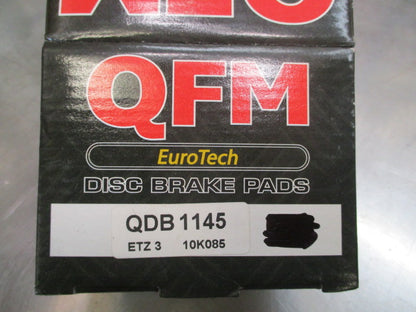 QFM
EuroTech
DISC BRAKE PADS
QDB 1145
ETZ 3 10K085